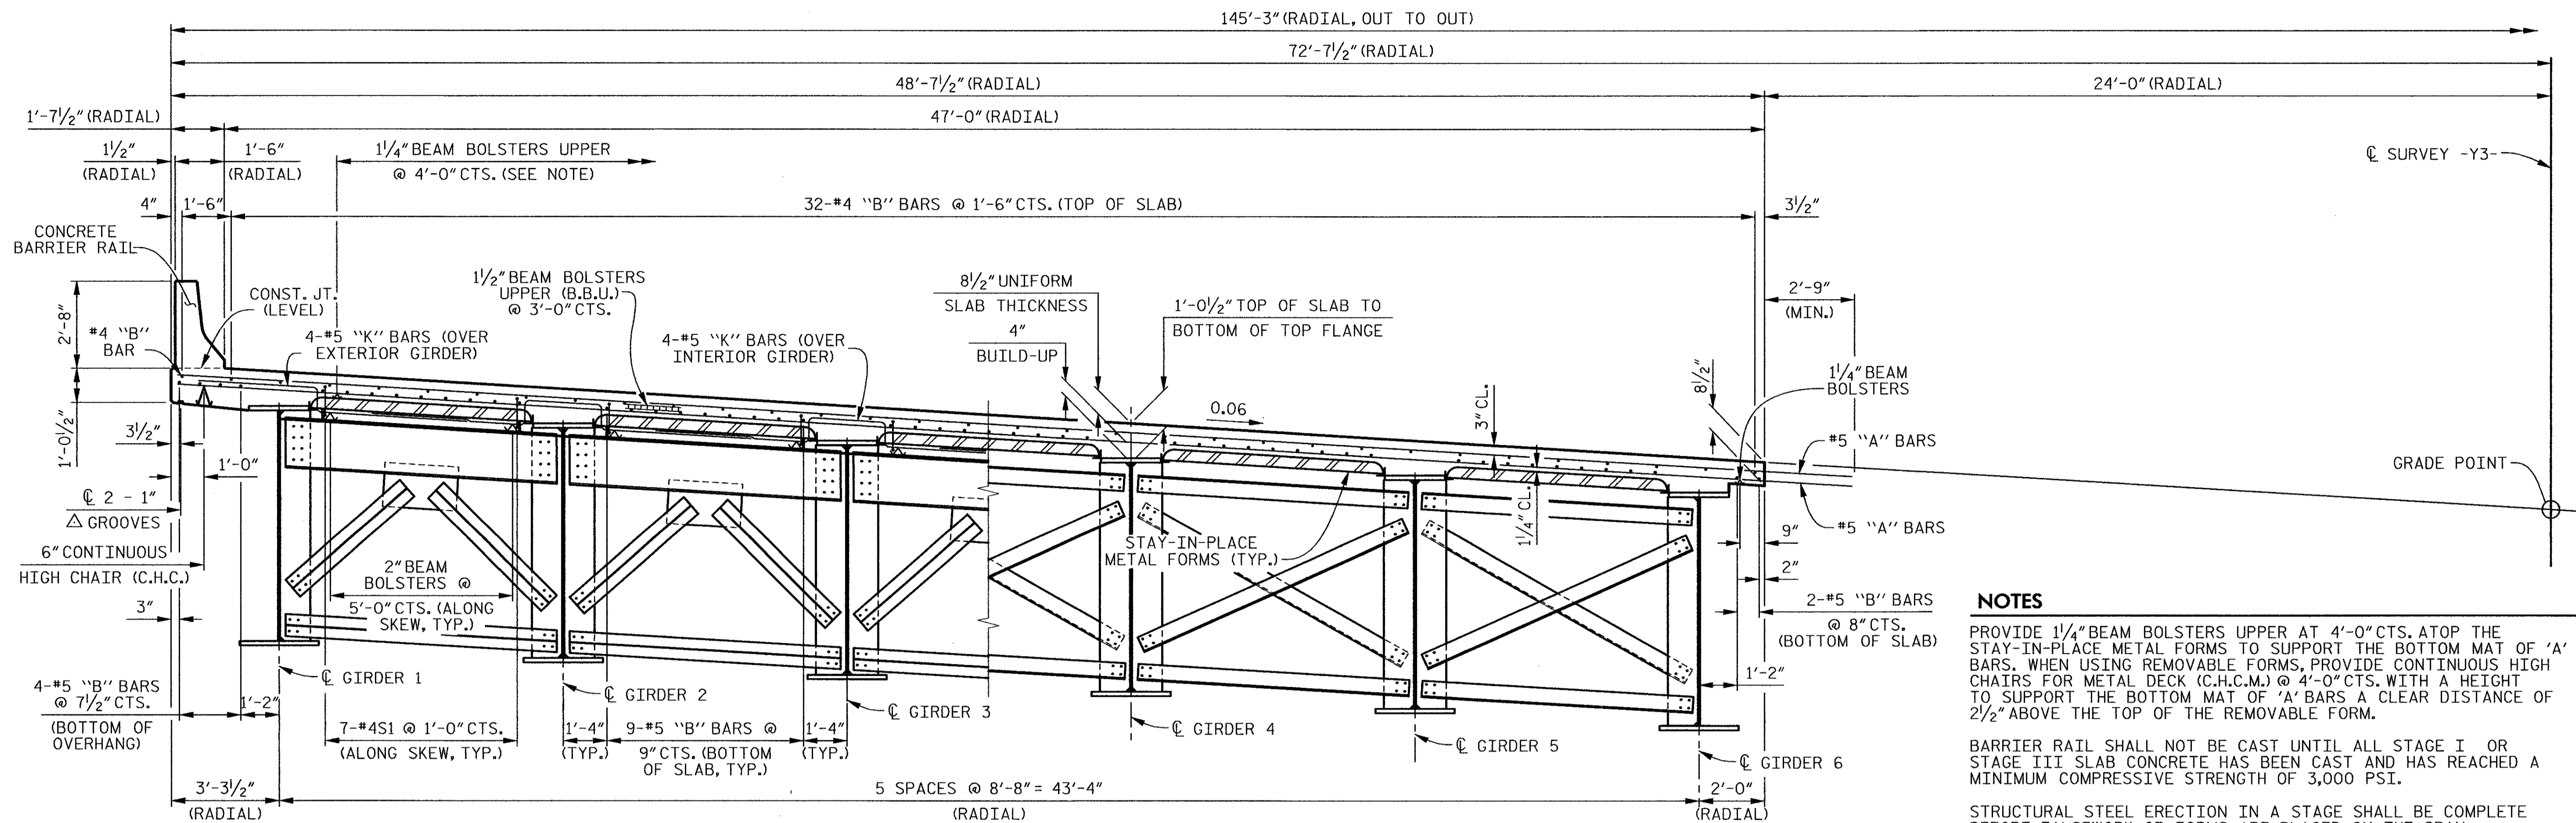 145'-3" (RADIAL, OUT TO OUT)
72'-7½" (RADIAL)
48'-7½" (RADIAL)
24'-0" (RADIAL)
1'-7½" (RADIAL)
47'-0" (RADIAL)
1½"
(RADIAL)
1'-6"
(RADIAL)
1¼" BEAM BOLSTERS UPPER
@ 4'-0" CTS. (SEE NOTE)
℄ SURVEY -Y3-
4"
1'-6"
32-#4 "B" BARS @ 1'-6" CTS. (TOP OF SLAB)
3½"
CONCRETE
BARRIER RAIL
CONST. JT.
(LEVEL)
1½" BEAM BOLSTERS
UPPER (B.B.U.)
@ 3'-0" CTS.
8½" UNIFORM
SLAB THICKNESS
4"
BUILD-UP
1'-0½" TOP OF SLAB TO
BOTTOM OF TOP FLANGE
2'-9"
(MIN.)
2'-8"
#4 "B"
BAR
4-#5 "K" BARS (OVER
EXTERIOR GIRDER)
4-#5 "K" BARS (OVER
INTERIOR GIRDER)
0.06
3" CL.
8½"
1¼" BEAM
BOLSTERS
1'-0½"
3½"
1'-0"
℄ 2 - 1"
△ GROOVES
6" CONTINUOUS
HIGH CHAIR (C.H.C.)
3"
2" BEAM
BOLSTERS @
5'-0" CTS. (ALONG
SKEW, TYP.)
STAY-IN-PLACE
METAL FORMS (TYP.)
1¼" CL.
#5 "A" BARS
#5 "A" BARS
GRADE POINT
9"
2"
2-#5 "B" BARS
@ 8" CTS.
(BOTTOM OF SLAB)
1'-2"
℄ GIRDER 1
℄ GIRDER 2
℄ GIRDER 3
℄ GIRDER 4
℄ GIRDER 5
℄ GIRDER 6
4-#5 "B" BARS
@ 7½" CTS.
(BOTTOM OF
OVERHANG)
1'-2"
7-#4S1 @ 1'-0" CTS.
(ALONG SKEW, TYP.)
1'-4"
(TYP.)
9-#5 "B" BARS @
9" CTS. (BOTTOM
OF SLAB, TYP.)
1'-4"
(TYP.)
3'-3½"
(RADIAL)
5 SPACES @ 8'-8" = 43'-4"
(RADIAL)
2'-0"
(RADIAL)
NOTES
PROVIDE 1¼" BEAM BOLSTERS UPPER AT 4'-0" CTS. ATOP THE
STAY-IN-PLACE METAL FORMS TO SUPPORT THE BOTTOM MAT OF 'A'
BARS. WHEN USING REMOVABLE FORMS, PROVIDE CONTINUOUS HIGH
CHAIRS FOR METAL DECK (C.H.C.M.) @ 4'-0" CTS. WITH A HEIGHT
TO SUPPORT THE BOTTOM MAT OF 'A' BARS A CLEAR DISTANCE OF
2½" ABOVE THE TOP OF THE REMOVABLE FORM.
BARRIER RAIL SHALL NOT BE CAST UNTIL ALL STAGE I OR
STAGE III SLAB CONCRETE HAS BEEN CAST AND HAS REACHED A
MINIMUM COMPRESSIVE STRENGTH OF 3,000 PSI.
STRUCTURAL STEEL ERECTION IN A STAGE SHALL BE COMPLETE